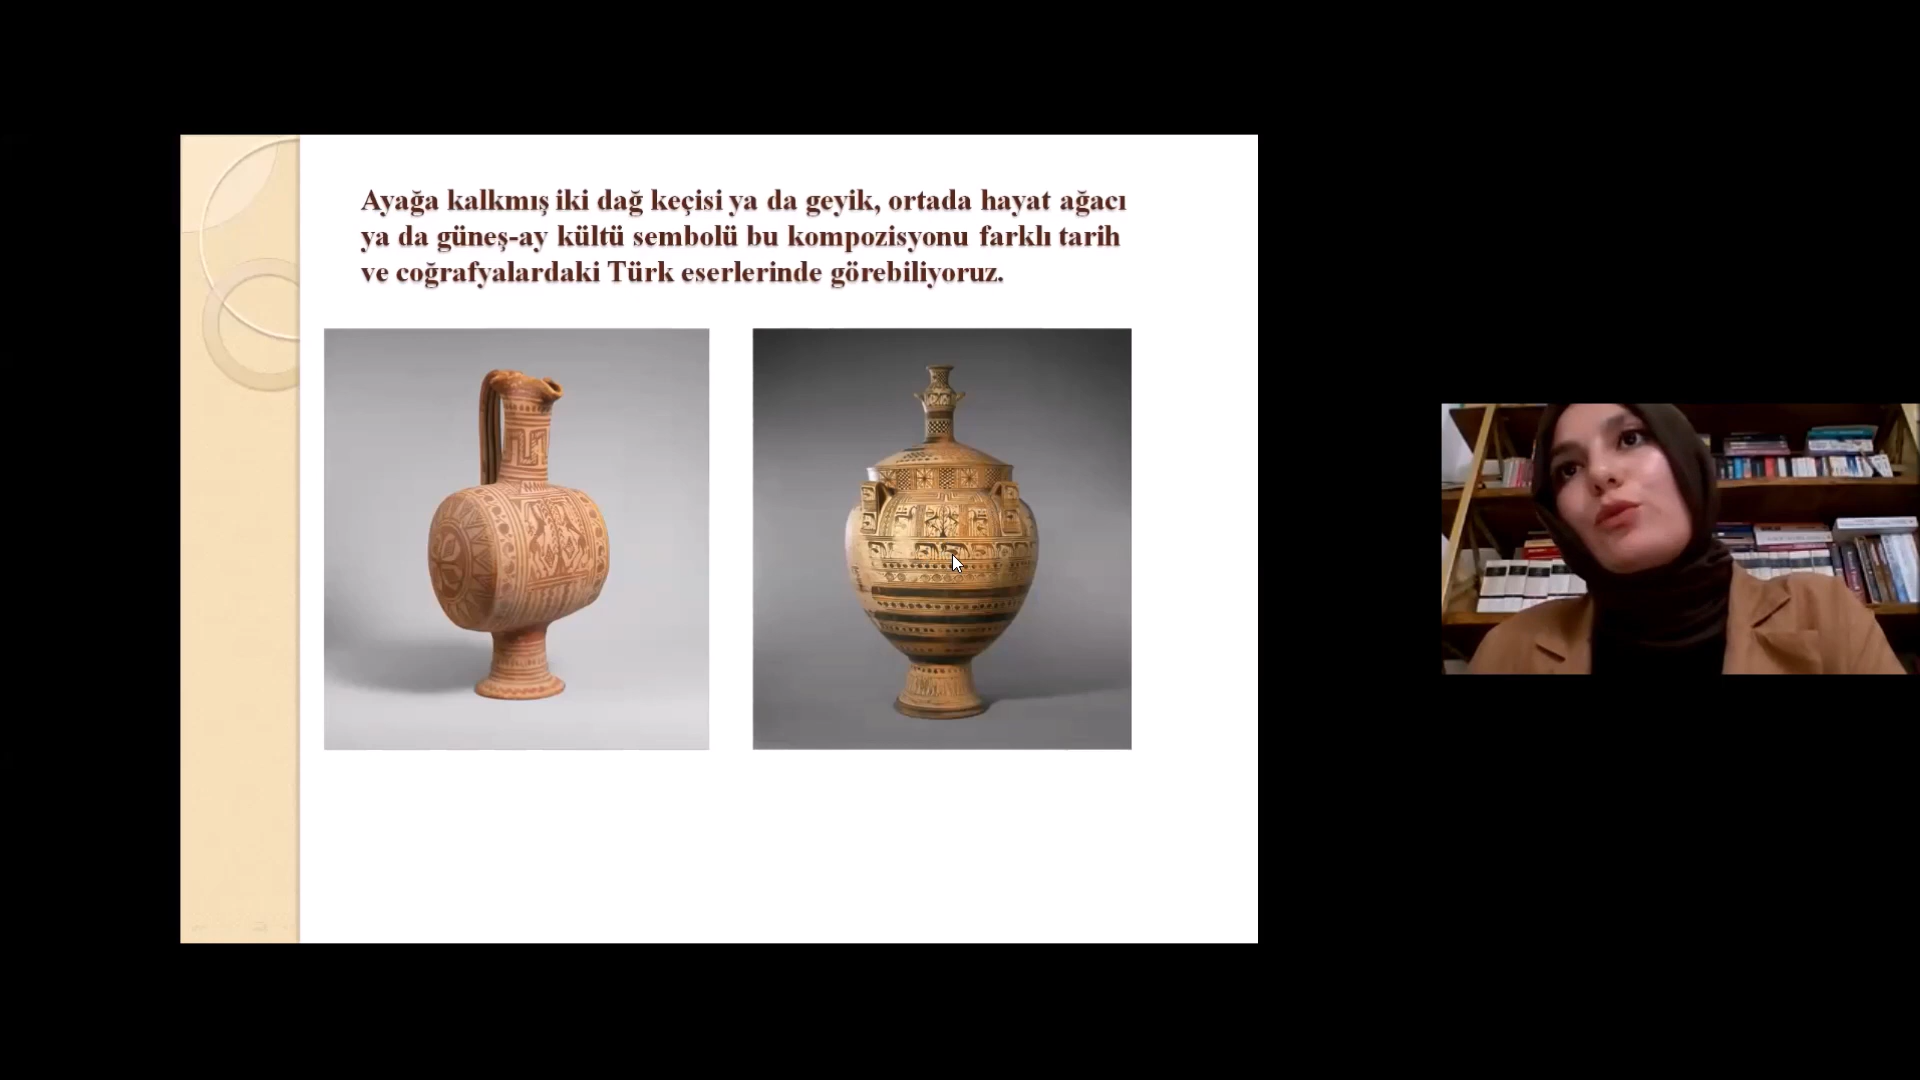 Ayağa kalkmış iki dağ keçisi ya da geyik, ortada hayat ağacı
ya da güneş-ay kültü sembolü bu kompozisyonu farklı tarih
ve coğrafyalardaki Türk eserlerinde görebiliyoruz.